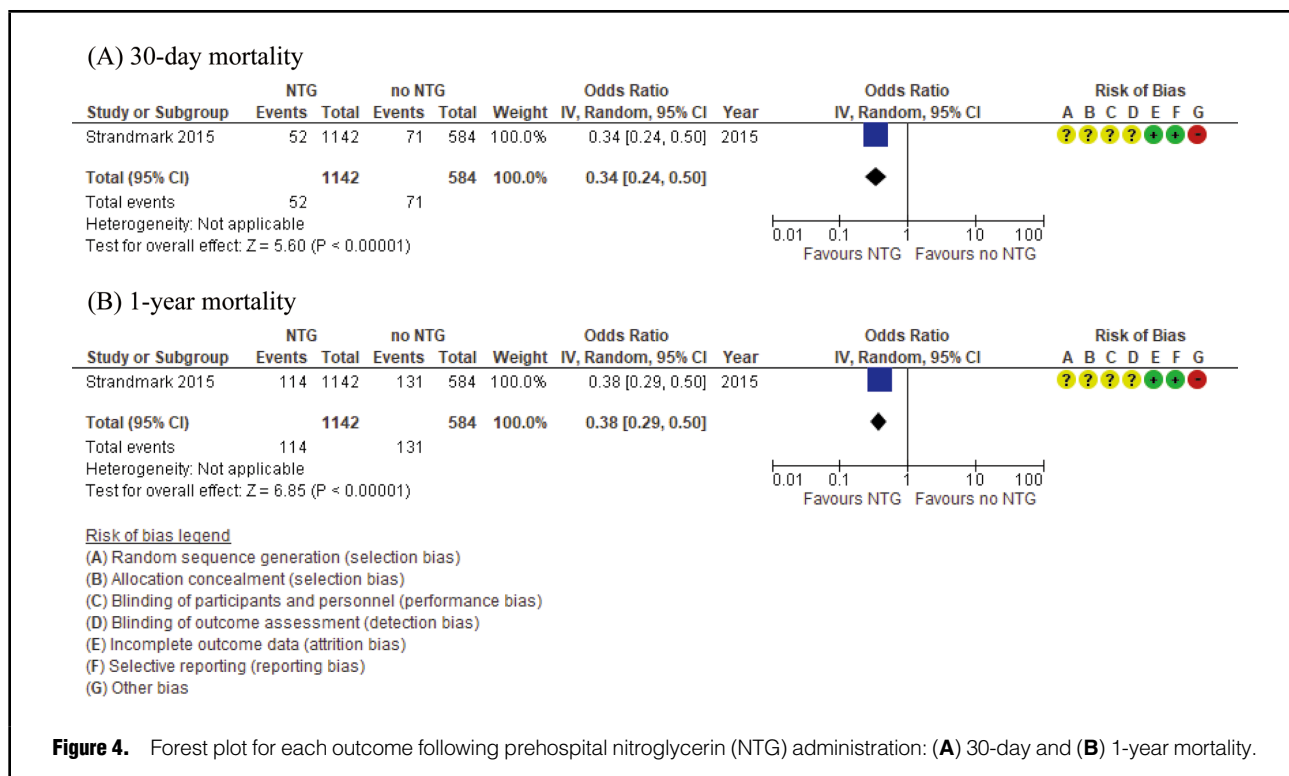 (A) 30-day mortality
NTG no NTG Odds Ratio Odds Ratio Risk of Bias
Study or Subgroup Events Total Events Total Weight IV, Random, 95% CI Year IV, Random, 95% CI A B C D E F G
Strandmark 2015 52 1142 71 584 100.0% 0.34 [0.24, 0.50] 2015 ? ? ? ? + + -
Total (95% CI) 1142 584 100.0% 0.34 [0.24, 0.50]
Total events 52 71
Heterogeneity: Not applicable
Test for overall effect: Z = 5.60 (P < 0.00001)
0.01 0.1 1 10 100
Favours NTG Favours no NTG
(B) 1-year mortality
NTG no NTG Odds Ratio Odds Ratio Risk of Bias
Study or Subgroup Events Total Events Total Weight IV, Random, 95% CI Year IV, Random, 95% CI A B C D E F G
Strandmark 2015 114 1142 131 584 100.0% 0.38 [0.29, 0.50] 2015 ? ? ? ? + + -
Total (95% CI) 1142 584 100.0% 0.38 [0.29, 0.50]
Total events 114 131
Heterogeneity: Not applicable
Test for overall effect: Z = 6.85 (P < 0.00001)
0.01 0.1 1 10 100
Favours NTG Favours no NTG
Risk of bias legend
(A) Random sequence generation (selection bias)
(B) Allocation concealment (selection bias)
(C) Blinding of participants and personnel (performance bias)
(D) Blinding of outcome assessment (detection bias)
(E) Incomplete outcome data (attrition bias)
(F) Selective reporting (reporting bias)
(G) Other bias
Figure 4. Forest plot for each outcome following prehospital nitroglycerin (NTG) administration: (A) 30-day and (B) 1-year mortality.